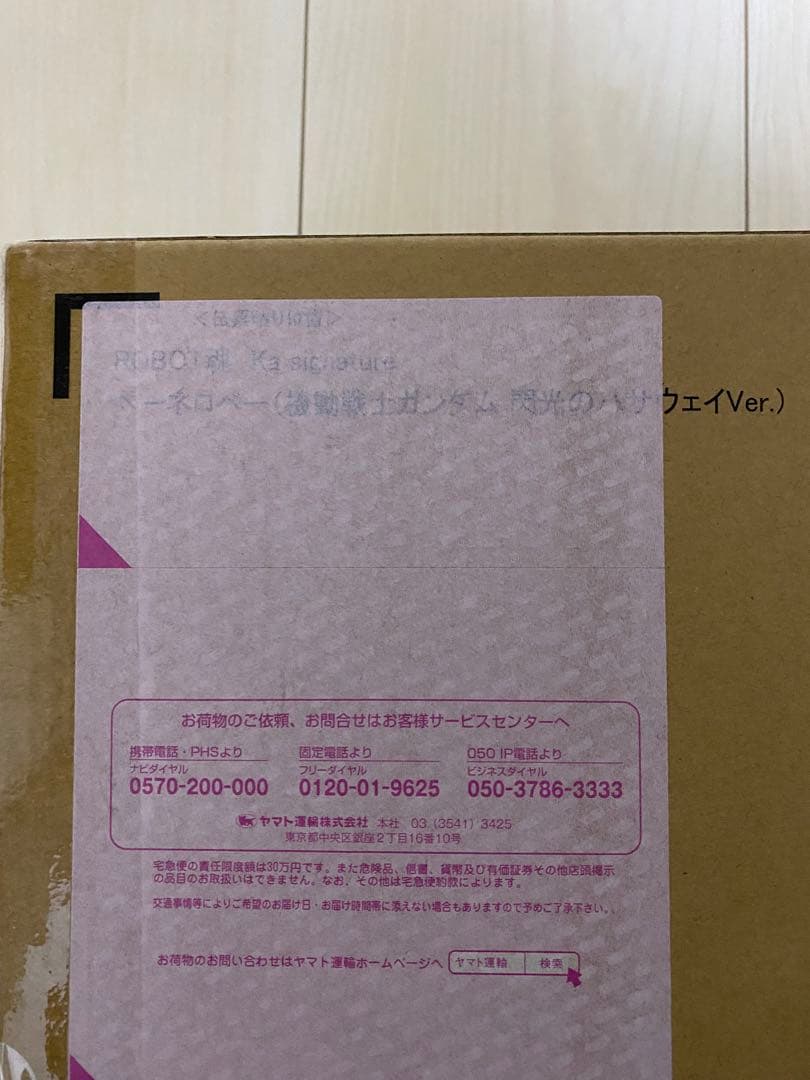 ROBOT魂 Ka signature
ペーネロペー(機動戦士ガンダム 閃光のハサウェイVer.)
お荷物のご依頼、お問合せはお客様サービスセンターへ
携帯電話・PHSより 固定電話より 050 IP電話より
ナビダイヤル フリーダイヤル ビジネスダイヤル
0570-200-000 0120-01-9625 050-3786-3333
ヤマト運輸株式会社 本社 03（3541）3425
東京都中央区銀座2丁目16番10号
宅急便の責任限度額は30万円です。また危険品、信書、貨幣及び有価証券その他店頭掲示
の品目のお取扱いはできません。なお、その他は宅急便約款によります。
交通事情等によりご希望のお届け日・お届け時間帯に添えない場合もありますので予めご了承下さい。
お荷物のお問い合わせはヤマト運輸ホームページへ ヤマト運輸 検索